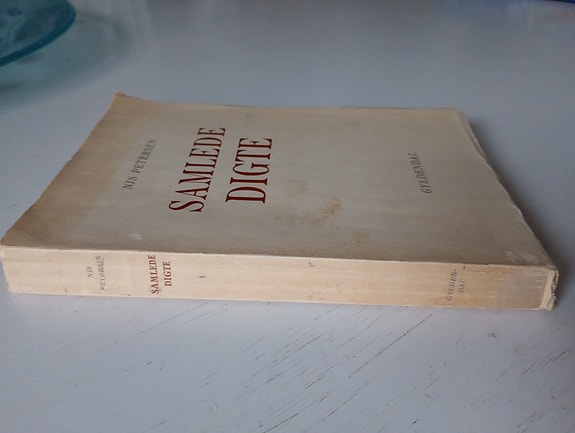 NIS PETERSEN
SAMLEDE
DIGTE
GYLDENDAL
NIS
PETERSEN
SAMLEDE
DIGTE
GYLDEN-
DAL